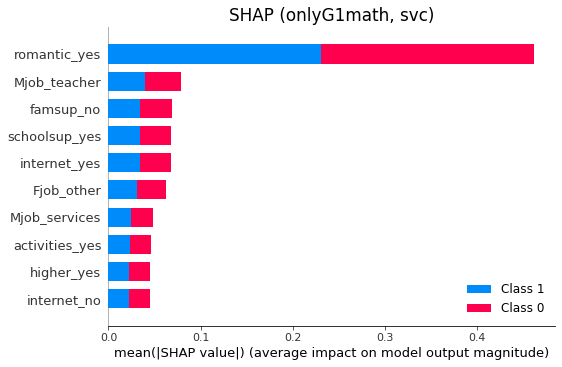 SHAP (onlyG1math, svc)
romantic_yes
Mjob_teacher
famsup_no
schoolsup_yes
internet_yes
Fjob_other
Mjob_services
activities_yes
higher_yes
internet_no
Class 1
Class 0
0.0 0.1 0.2 0.3 0.4
mean(|SHAP value|) (average impact on model output magnitude)